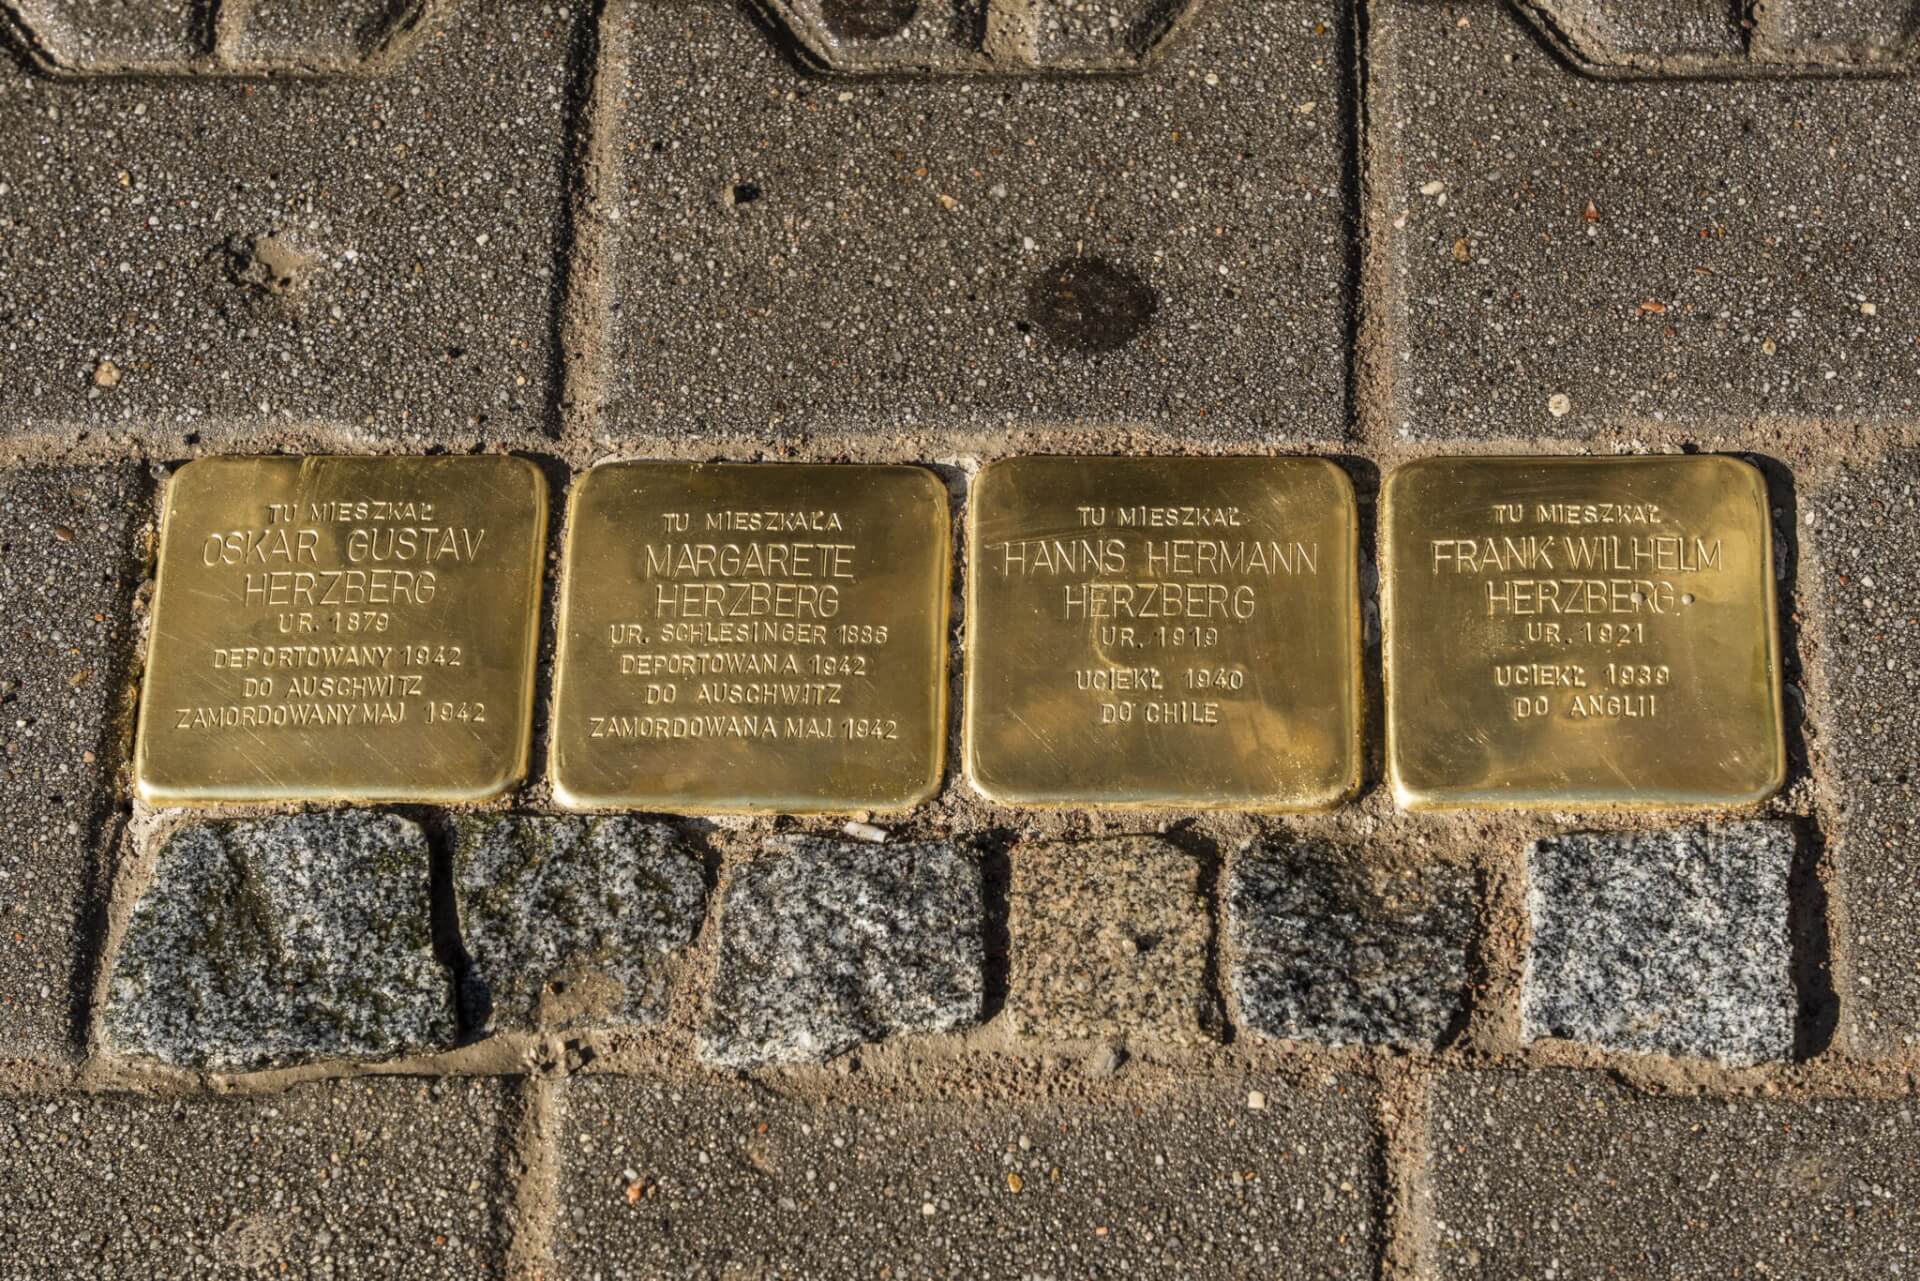 TU MIESZKAŁ
OSKAR GUSTAV
HERZBERG
UR. 1879
DEPORTOWANY 1942
DO AUSCHWITZ
ZAMORDOWANY MAJ 1942
TU MIESZKAŁA
MARGARETE
HERZBERG
UR. SCHLESINGER 1886
DEPORTOWANA 1942
DO AUSCHWITZ
ZAMORDOWANA MAJ 1942
TU MIESZKAŁ
HANNS HERMANN
HERZBERG
UR. 1919
UCIEKŁ 1940
DO CHILE
TU MIESZKAŁ
FRANK WILHELM
HERZBERG
UR. 1921
UCIEKŁ 1939
DO ANGLII